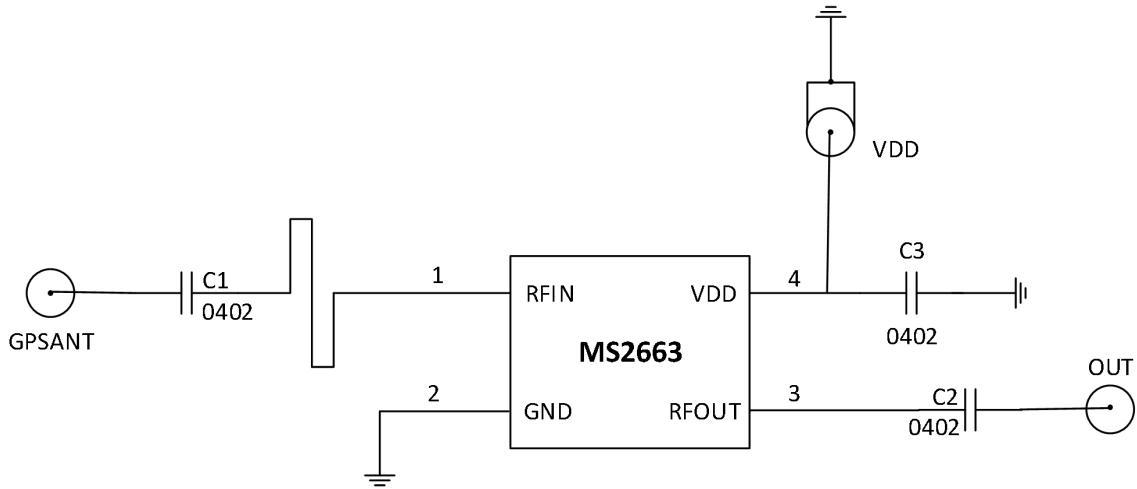 VDD
C3
0402
4
VDD
1
RFIN
C1
0402
GPSANT
MS2663
2
GND
RFOUT
3
C2
0402
OUT